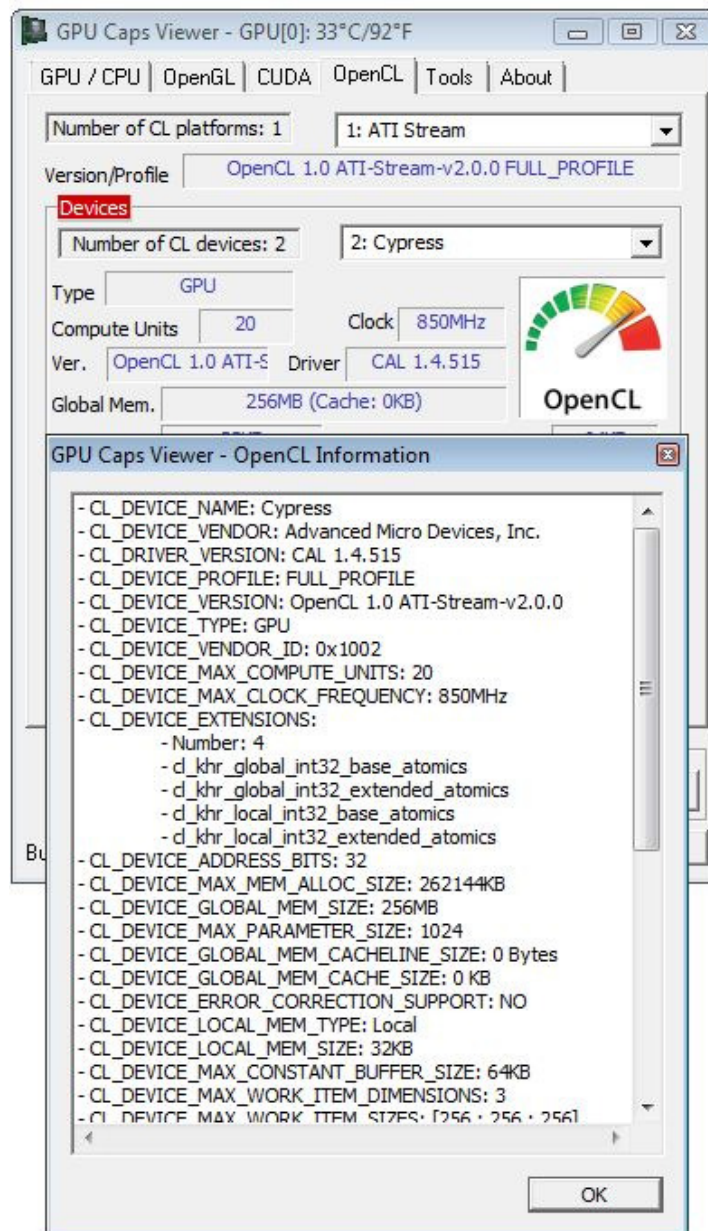 GPU Caps Viewer - GPU[0]: 33°C/92°F
GPU / CPU OpenGL CUDA OpenCL Tools About
Number of CL platforms: 1 1: ATI Stream
Version/Profile OpenCL 1.0 ATI-Stream-v2.0.0 FULL_PROFILE
Devices
Number of CL devices: 2 2: Cypress
Type GPU
Compute Units 20 Clock 850MHz
Ver. OpenCL 1.0 ATI-S Driver CAL 1.4.515
Global Mem. 256MB (Cache: 0KB) OpenCL
GPU Caps Viewer - OpenCL Information
- CL_DEVICE_NAME: Cypress
- CL_DEVICE_VENDOR: Advanced Micro Devices, Inc.
- CL_DRIVER_VERSION: CAL 1.4.515
- CL_DEVICE_PROFILE: FULL_PROFILE
- CL_DEVICE_VERSION: OpenCL 1.0 ATI-Stream-v2.0.0
- CL_DEVICE_TYPE: GPU
- CL_DEVICE_VENDOR_ID: 0x1002
- CL_DEVICE_MAX_COMPUTE_UNITS: 20
- CL_DEVICE_MAX_CLOCK_FREQUENCY: 850MHz
- CL_DEVICE_EXTENSIONS:
- Number: 4
- cl_khr_global_int32_base_atomics
- cl_khr_global_int32_extended_atomics
- cl_khr_local_int32_base_atomics
- cl_khr_local_int32_extended_atomics
- CL_DEVICE_ADDRESS_BITS: 32
- CL_DEVICE_MAX_MEM_ALLOC_SIZE: 262144KB
- CL_DEVICE_GLOBAL_MEM_SIZE: 256MB
- CL_DEVICE_MAX_PARAMETER_SIZE: 1024
- CL_DEVICE_GLOBAL_MEM_CACHELINE_SIZE: 0 Bytes
- CL_DEVICE_GLOBAL_MEM_CACHE_SIZE: 0 KB
- CL_DEVICE_ERROR_CORRECTION_SUPPORT: NO
- CL_DEVICE_LOCAL_MEM_TYPE: Local
- CL_DEVICE_LOCAL_MEM_SIZE: 32KB
- CL_DEVICE_MAX_CONSTANT_BUFFER_SIZE: 64KB
- CL_DEVICE_MAX_WORK_ITEM_DIMENSIONS: 3
- CL_DEVICE_MAX_WORK_ITEM_SIZES: [256 ; 256 ; 256]
Bu
OK